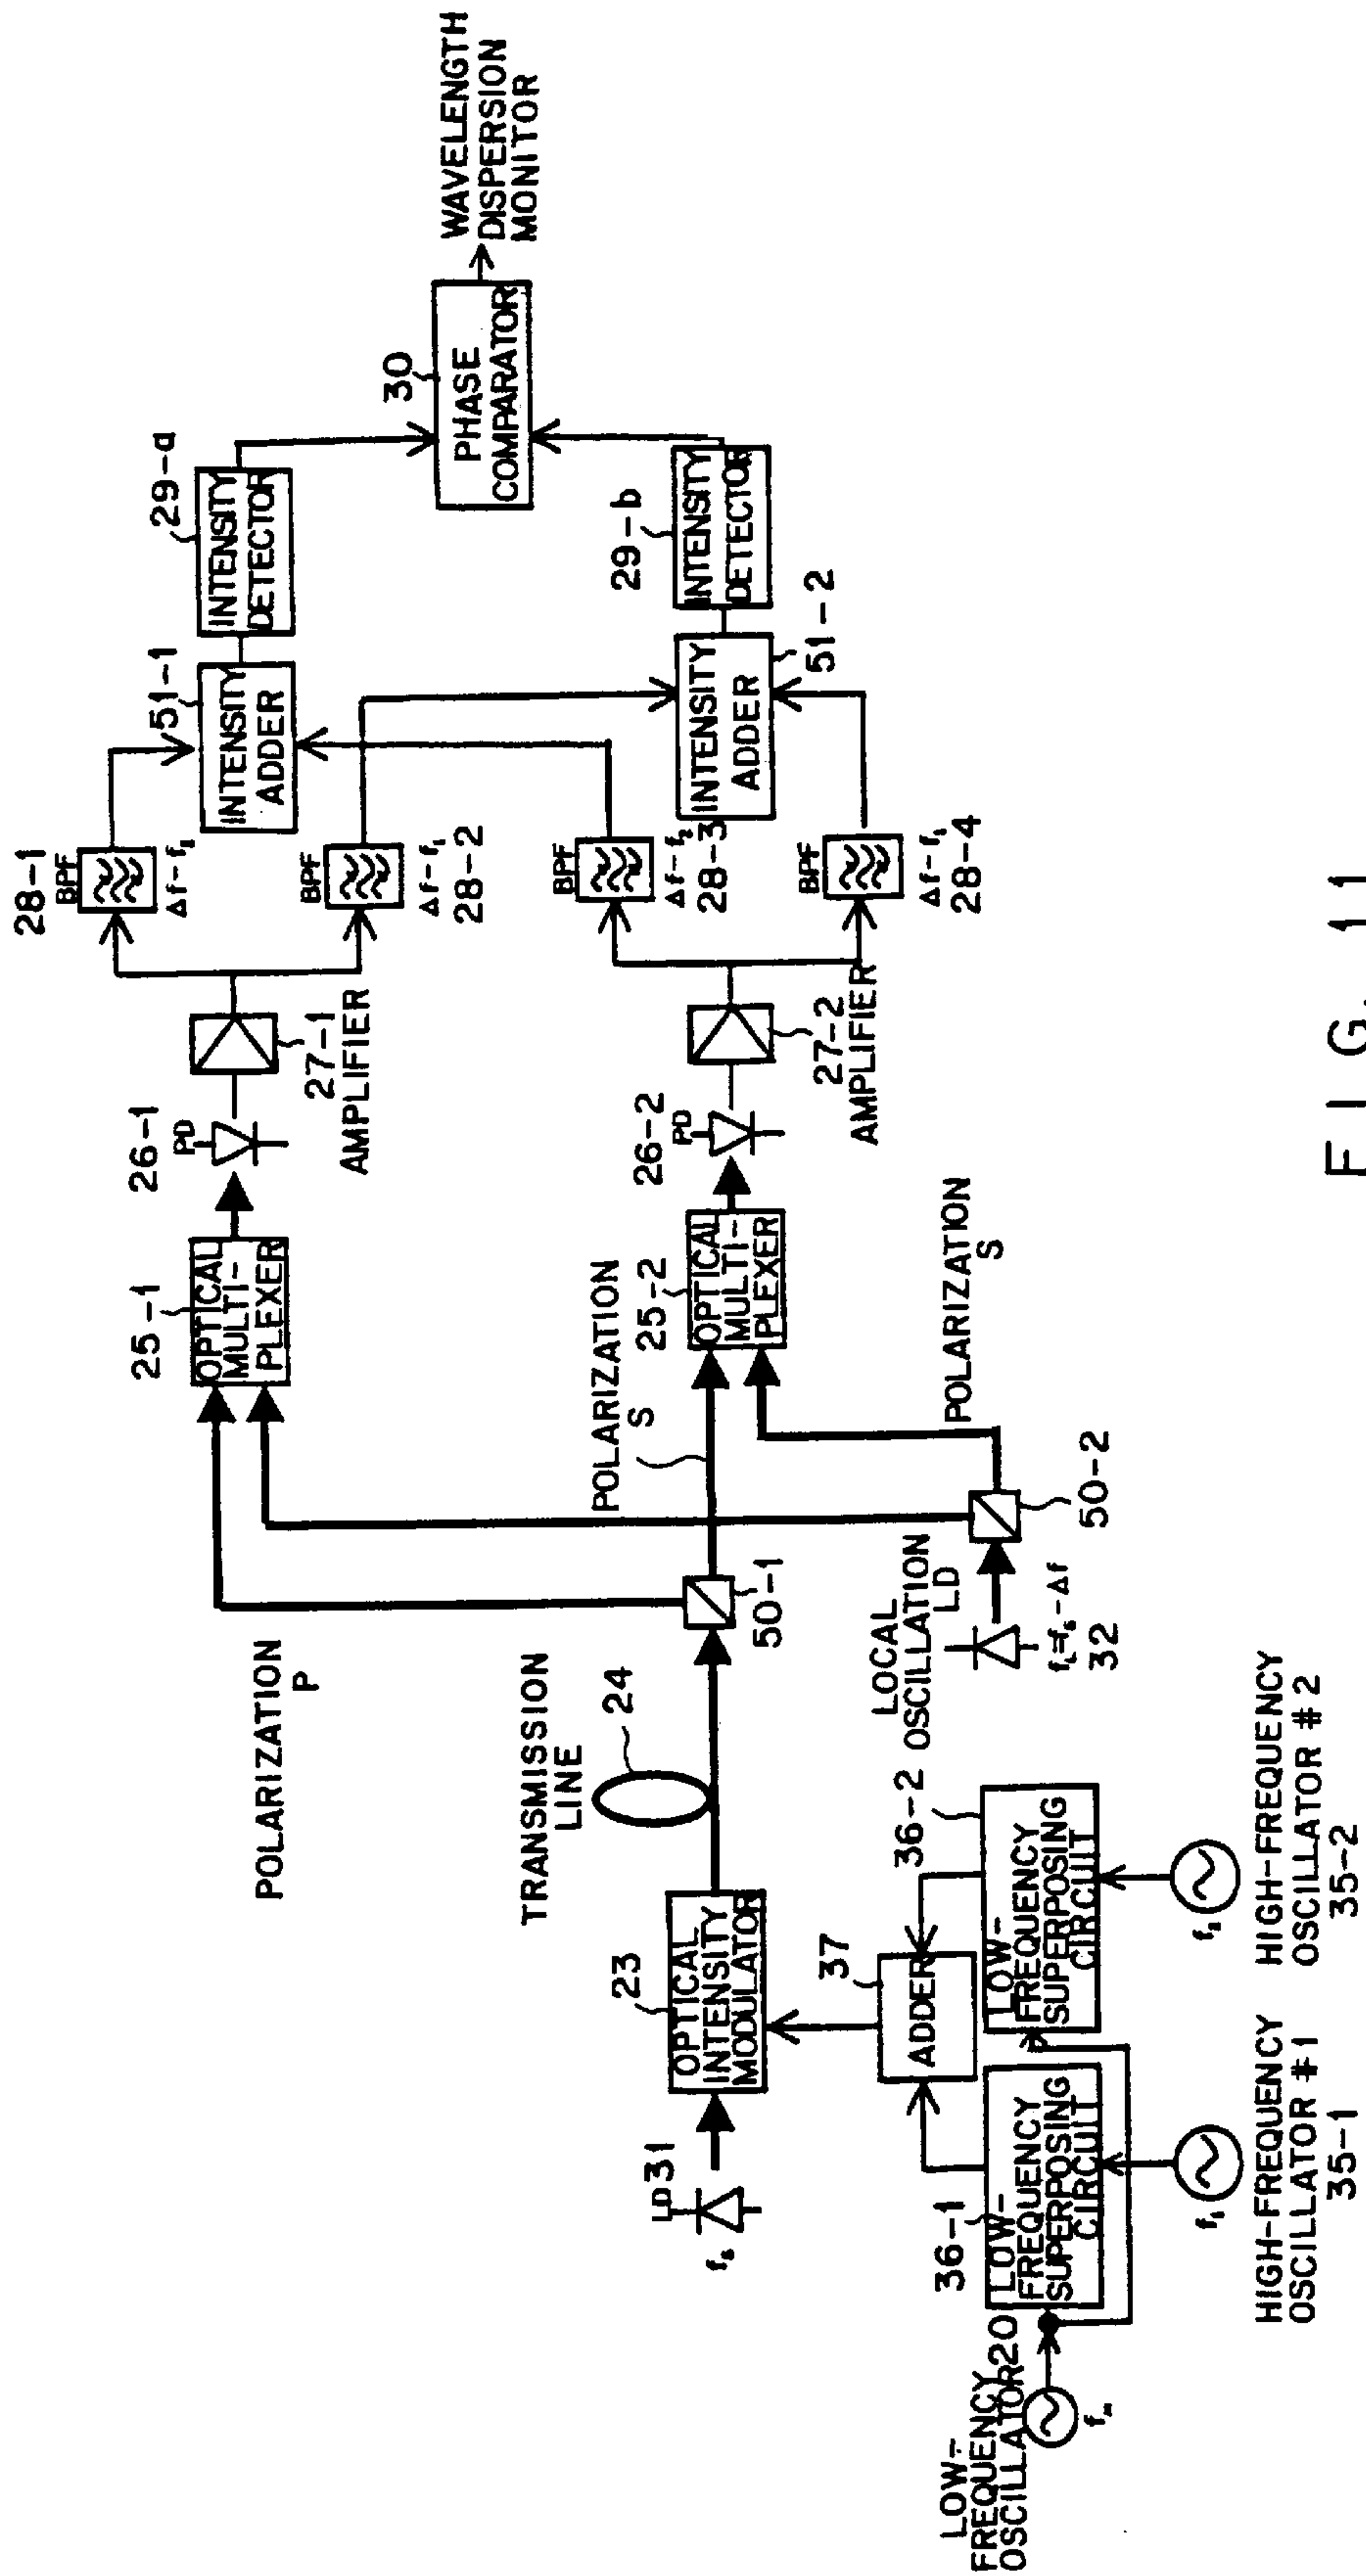 WAVELENGTH
DISPERSION
MONITOR
30
PHASE
COMPARATOR
29-a
INTENSITY
DETECTOR
29-b
INTENSITY
DETECTOR
51-1
INTENSITY
ADDER
51-2
INTENSITY
ADDER
28-1
BPF
Δf-f₂
BPF
Δf-f₁
28-2
BPF
Δf-f₂
28-3
BPF
Δf-f₁
28-4
27-1
AMPLIFIER
27-2
AMPLIFIER
26-1
PD
26-2
PD
25-1
OPTICAL
MULTI-
PLEXER
25-2
OPTICAL
MULTI-
PLEXER
POLARIZATION
S
POLARIZATION
S
POLARIZATION
P
50-1
50-2
LOCAL
OSCILLATION
LD
fL=fs-Δf
32
TRANSMISSION
LINE
24
23
OPTICAL
INTENSITY
MODULATOR
LD31
fs
37
ADDER
36-2
LOW-
FREQUENCY
SUPERPOSING
CIRCUIT
36-1
LOW-
FREQUENCY
SUPERPOSING
CIRCUIT
LOW-
FREQUENCY
OSCILLATOR20
f₁
HIGH-FREQUENCY
OSCILLATOR #1
35-1
f₂
HIGH-FREQUENCY
OSCILLATOR #2
35-2
FIG. 11